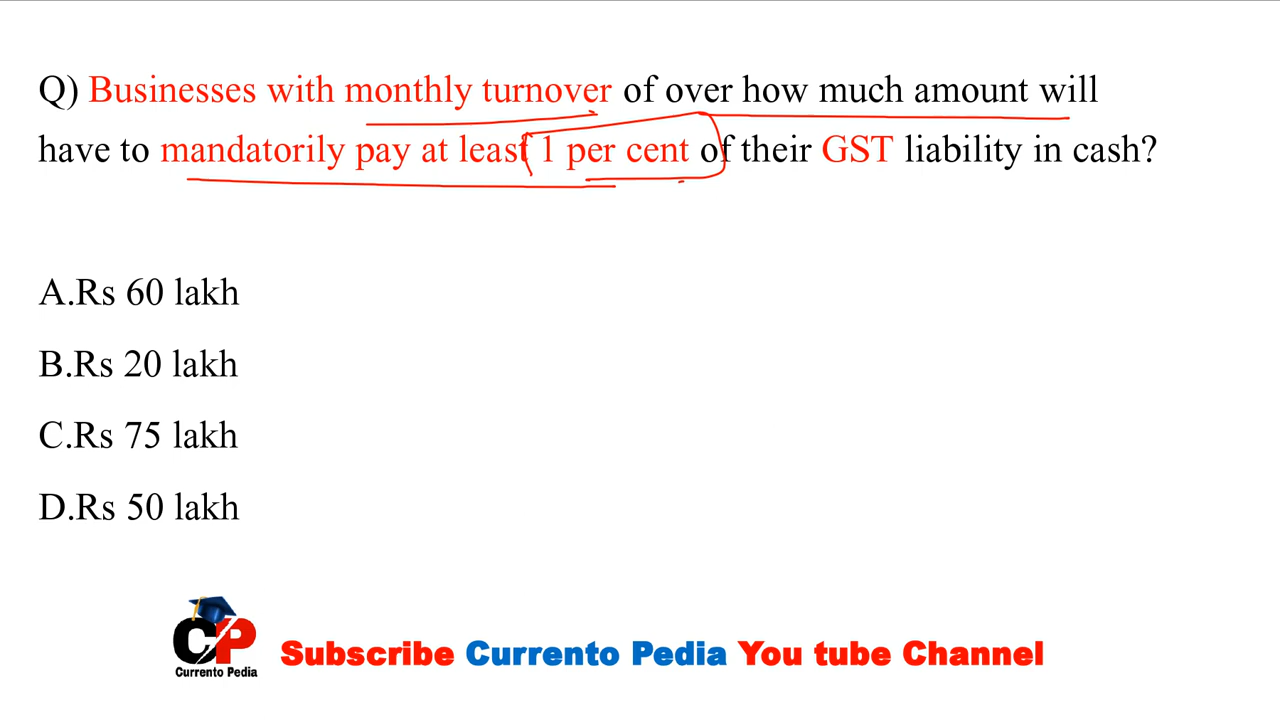 Q) Businesses with monthly turnover of over how much amount will
have to mandatorily pay at least 1 per cent of their GST liability in cash?
A.Rs 60 lakh
B.Rs 20 lakh
C.Rs 75 lakh
D.Rs 50 lakh
CP
Currento Pedia
Subscribe Currento Pedia You tube Channel